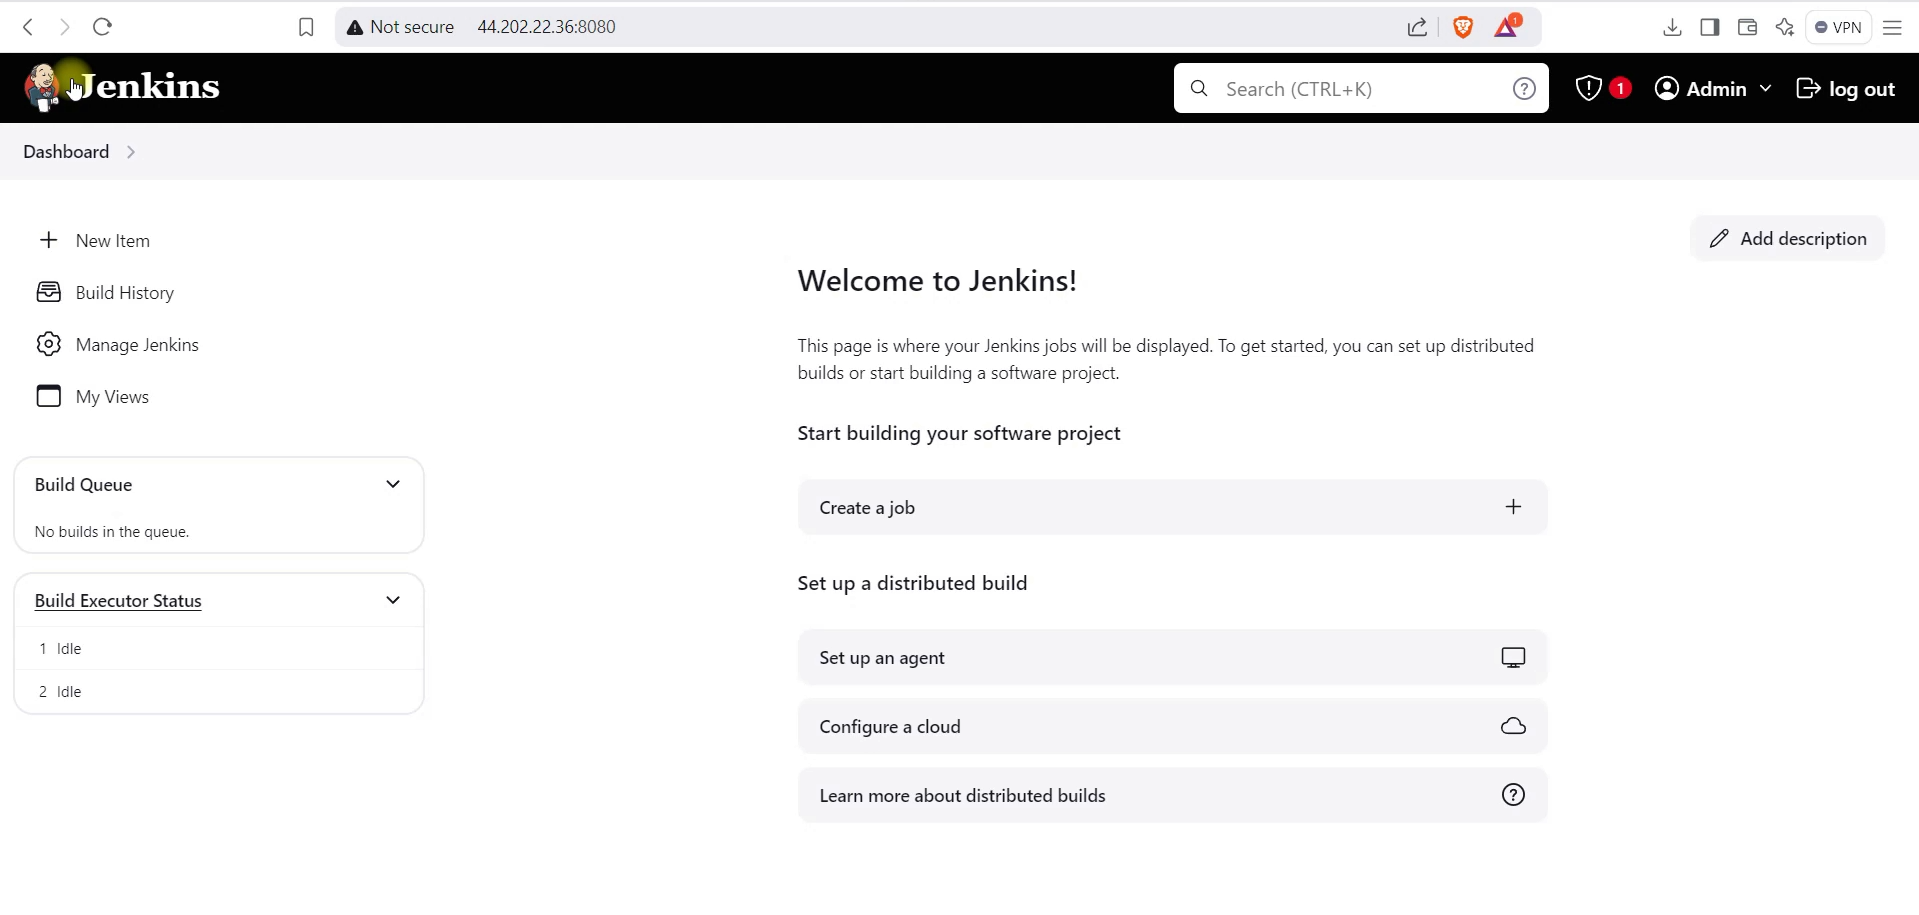 Not secure 44.202.22.36:8080 1 VPN
Jenkins Search (CTRL+K) ? 1 Admin log out
Dashboard
New Item
Build History
Manage Jenkins
My Views
Build Queue
No builds in the queue.
Build Executor Status
1 Idle
2 Idle
Add description
Welcome to Jenkins!
This page is where your Jenkins jobs will be displayed. To get started, you can set up distributed
builds or start building a software project.
Start building your software project
Create a job
Set up a distributed build
Set up an agent
Configure a cloud
Learn more about distributed builds ?